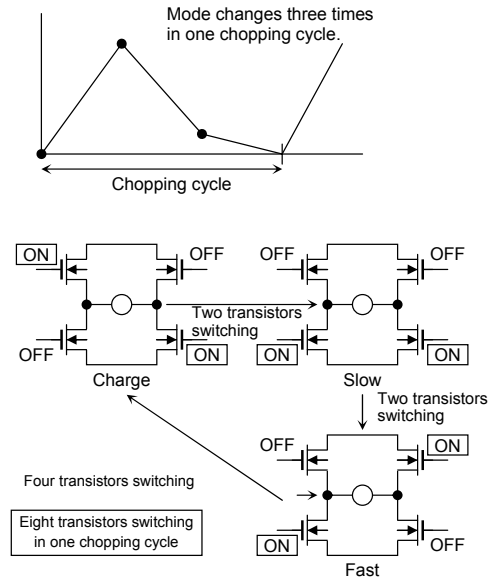 Mode changes three times
in one chopping cycle.
Chopping cycle
ON
OFF
OFF
OFF
Two transistors
switching
OFF
ON
ON
ON
Charge
Slow
Two transistors
switching
OFF
ON
Four transistors switching
Eight transistors switching
in one chopping cycle
ON
OFF
Fast